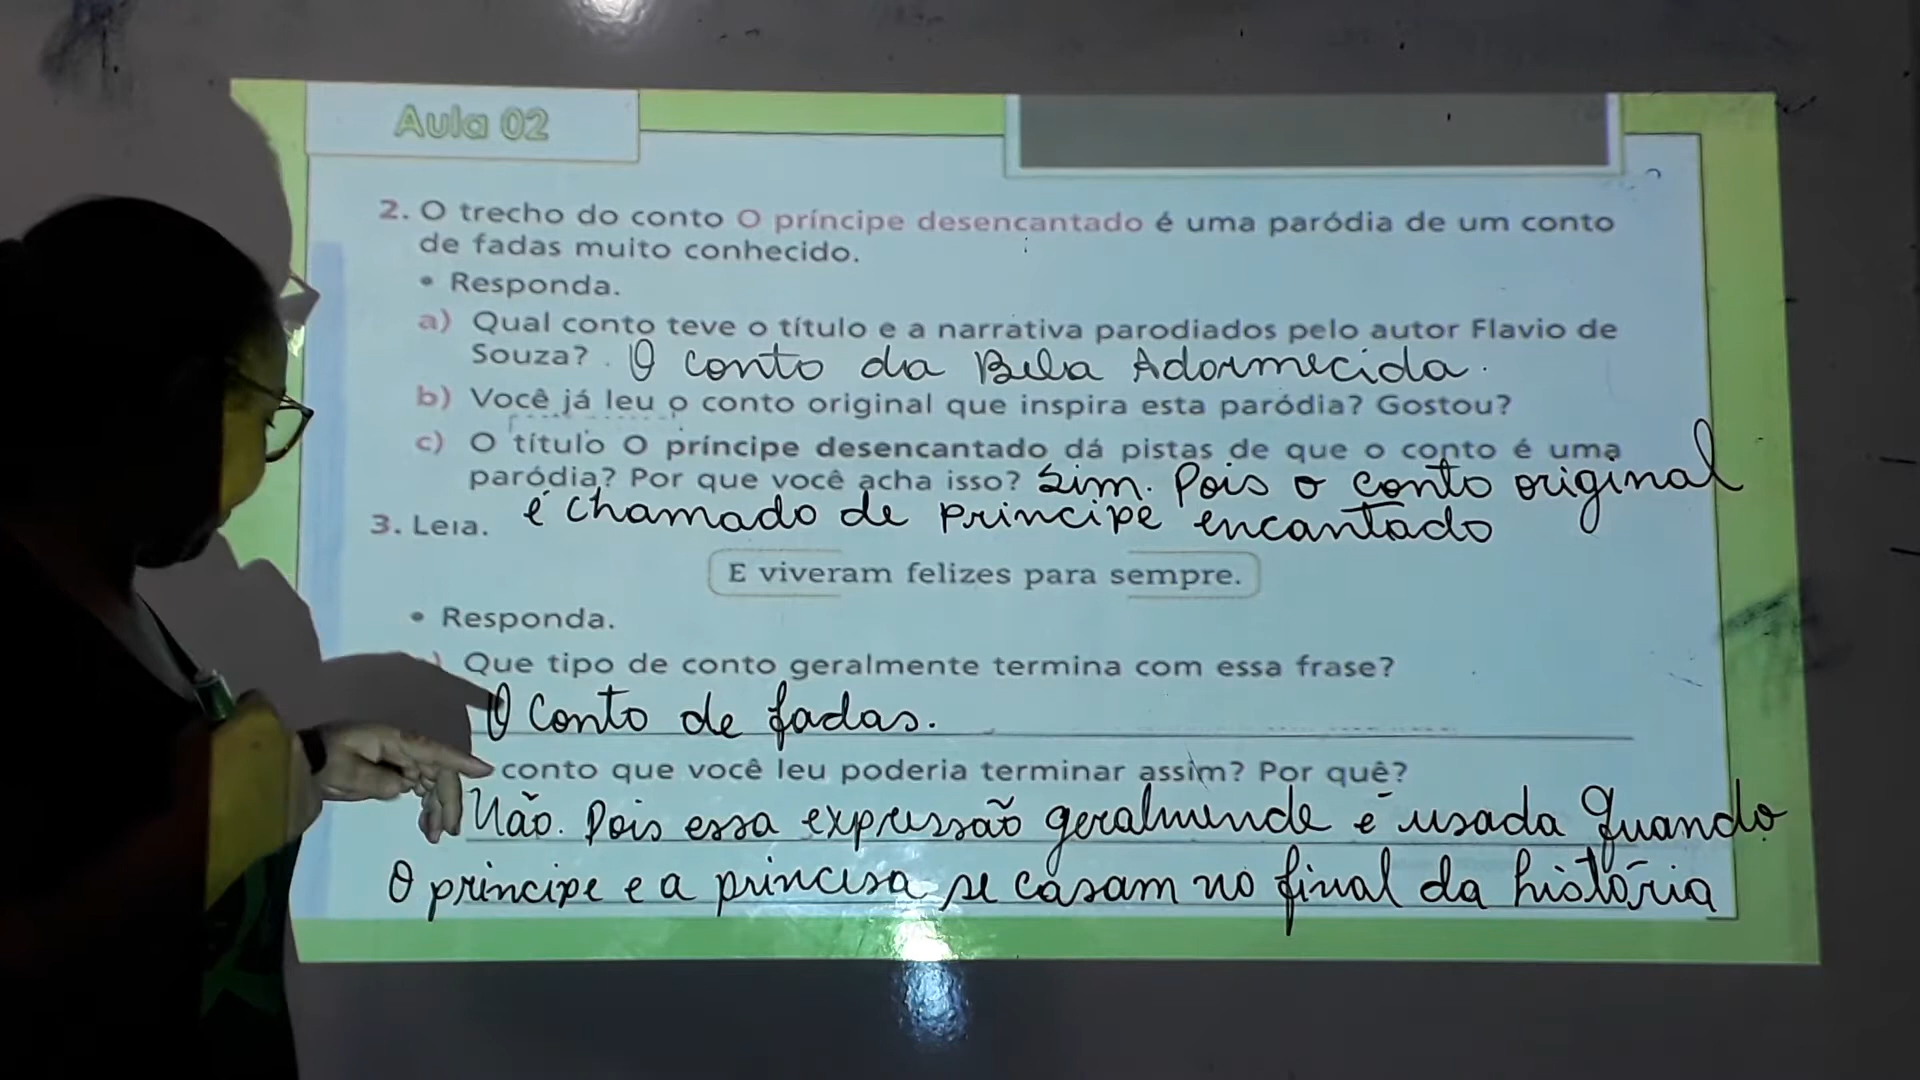 Aula 02
2. O trecho do conto O príncipe desencantado é uma paródia de um conto
de fadas muito conhecido.
• Responda.
a) Qual conto teve o título e a narrativa parodiados pelo autor Flavio de
Souza? O conto da Bela Adormecida.
b) Você já leu o conto original que inspira esta paródia? Gostou?
c) O título O príncipe desencantado dá pistas de que o conto é uma
paródia? Por que você acha isso? Sim. Pois o conto original
é chamado de principe encantado
3. Leia.
E viveram felizes para sempre.
• Responda.
) Que tipo de conto geralmente termina com essa frase?
O conto de fadas.
conto que você leu poderia terminar assim? Por quê?
Não. Pois essa expressão geralmende é usada quando
O principe e a princesa se casam no final da história